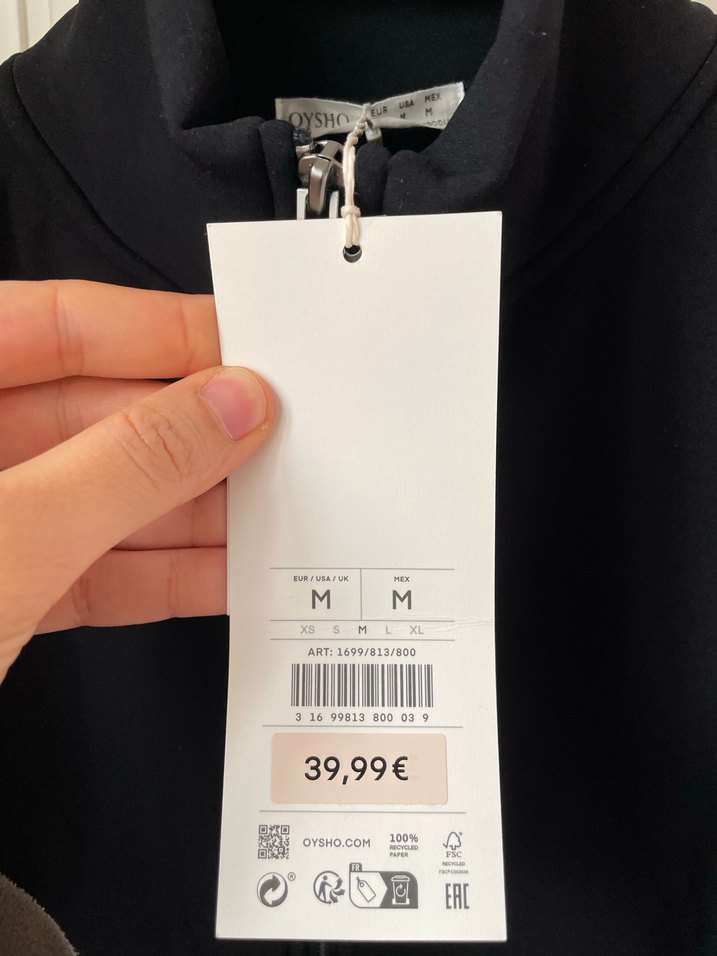 OYSHO EUR USA MEX
M M
EUR / USA / UK MEX
M M
XS S M L XL
ART: 1699/813/800
3 16 99813 800 03 9
39,99€
OYSHO.COM
100%
RECYCLED
PAPER
FSC
RECYCLED
FR
®
EAC